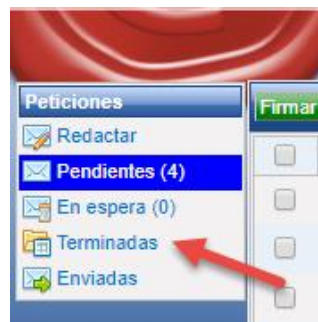 Peticiones
Firmar
Redactar
Pendientes (4)
En espera (0)
Terminadas
Enviadas